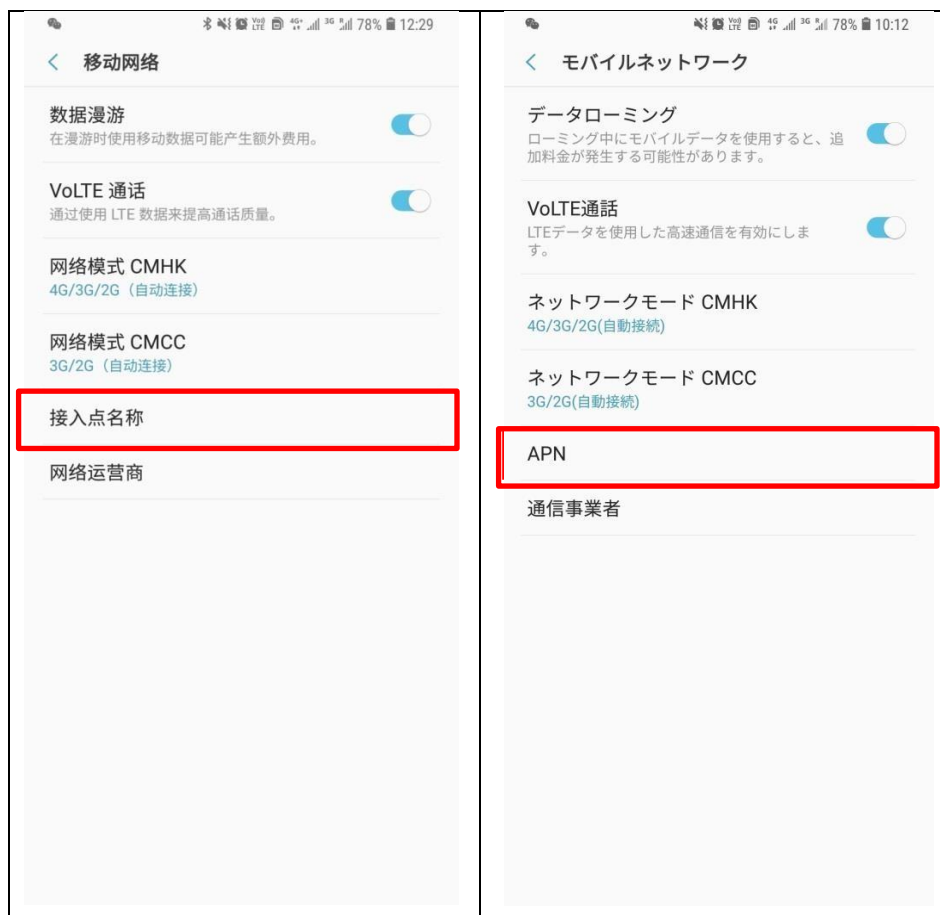 78% 12:29
移动网络
数据漫游
在漫游时使用移动数据可能产生额外费用。
VoLTE 通话
通过使用 LTE 数据来提高通话质量。
网络模式 CMHK
4G/3G/2G（自动连接）
网络模式 CMCC
3G/2G（自动连接）
接入点名称
网络运营商
78% 10:12
モバイルネットワーク
データローミング
ローミング中にモバイルデータを使用すると、追
加料金が発生する可能性があります。
VoLTE通話
LTEデータを使用した高速通信を有効にしま
す。
ネットワークモード CMHK
4G/3G/2G(自動接続)
ネットワークモード CMCC
3G/2G(自動接続)
APN
通信事業者